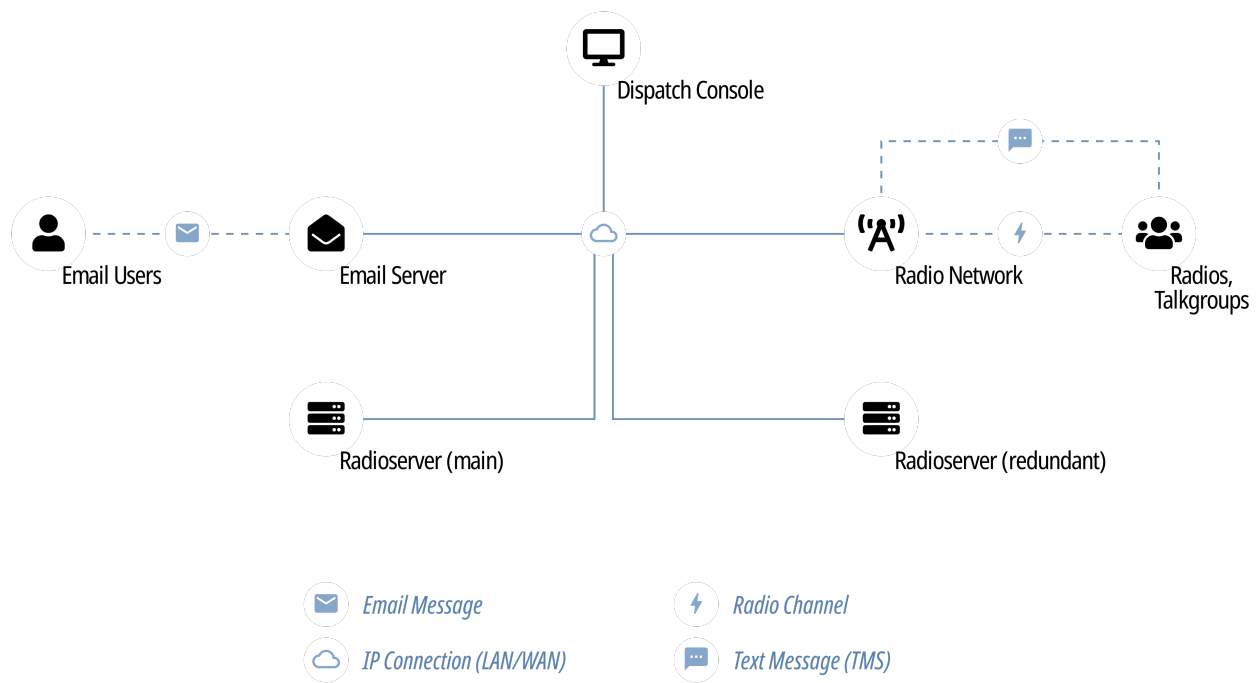 Dispatch Console
Email Users
Email Server
Radio Network
Radios,
Talkgroups
Radioserver (main)
Radioserver (redundant)
Email Message
Radio Channel
IP Connection (LAN/WAN)
Text Message (TMS)